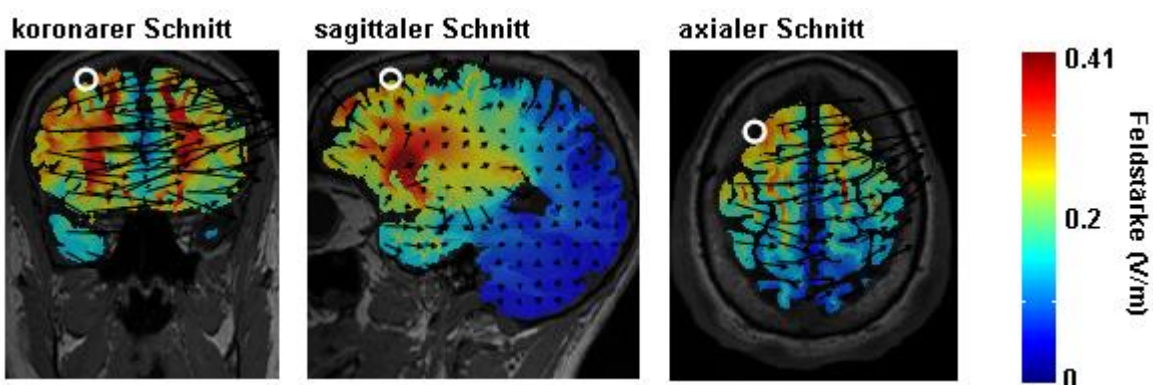 koronarer Schnitt
sagittaler Schnitt
axialer Schnitt
0.41
0.2
0
Feldstärke (V/m)